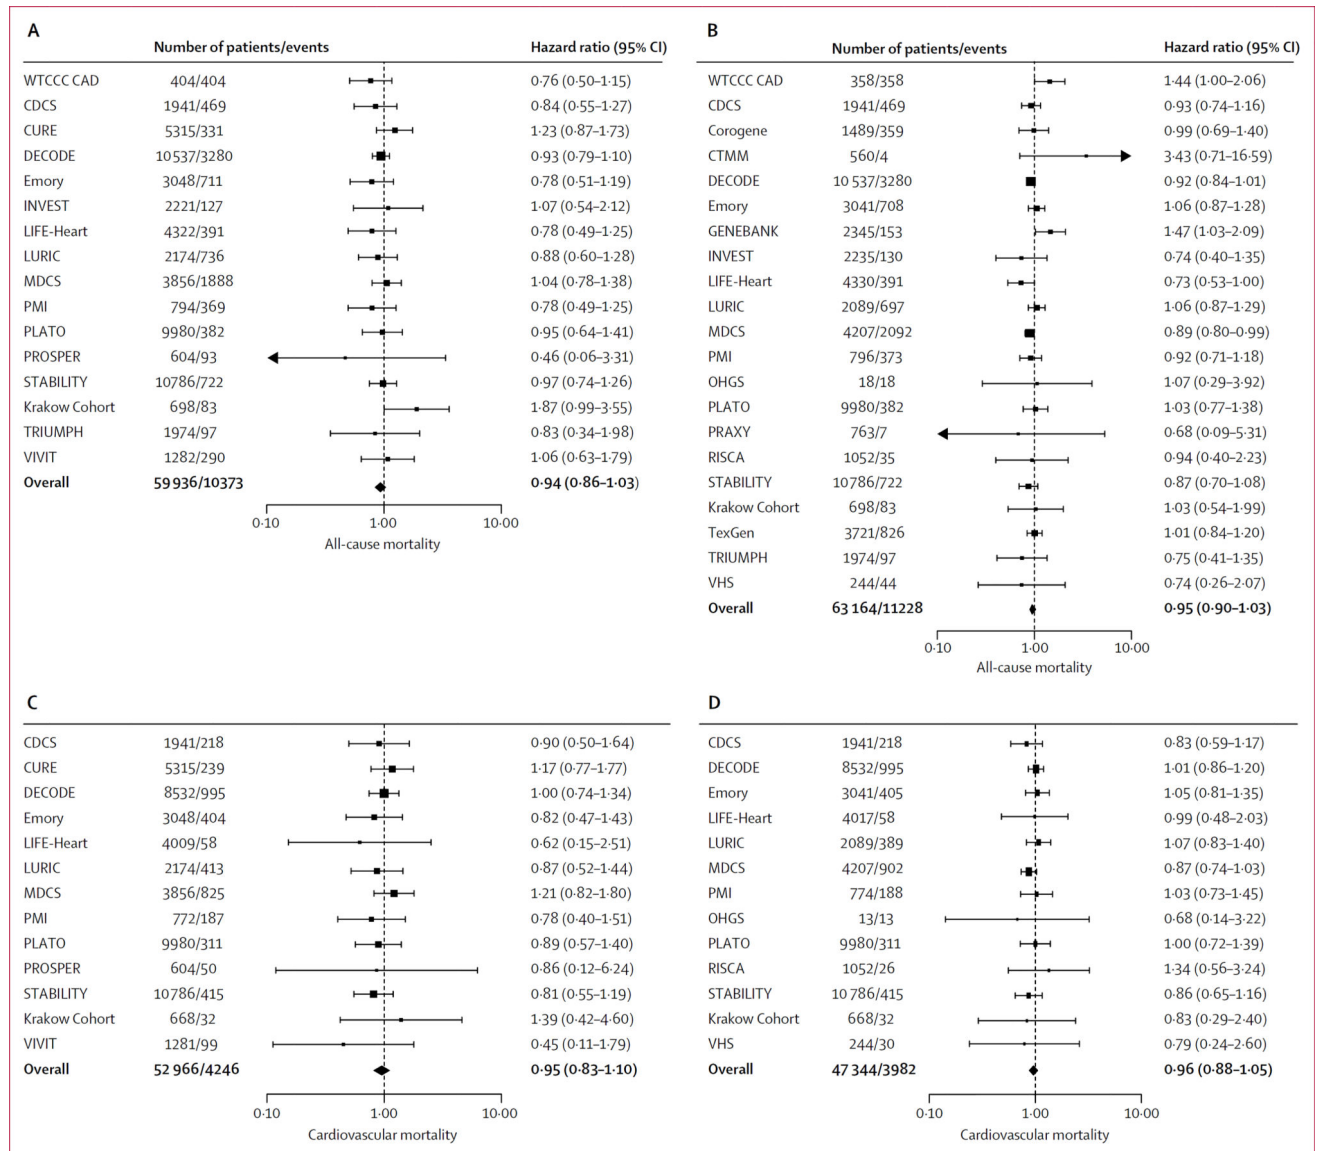 A
Number of patients/events Hazard ratio (95% CI)
WTCCC CAD 404/404 0·76 (0·50–1·15)
CDCS 1941/469 0·84 (0·55–1·27)
CURE 5315/331 1·23 (0·87–1·73)
DECODE 10 537/3280 0·93 (0·79–1·10)
Emory 3048/711 0·78 (0·51–1·19)
INVEST 2221/127 1·07 (0·54–2·12)
LIFE-Heart 4322/391 0·78 (0·49–1·25)
LURIC 2174/736 0·88 (0·60–1·28)
MDCS 3856/1888 1·04 (0·78–1·38)
PMI 794/369 0·78 (0·49–1·25)
PLATO 9980/382 0·95 (0·64–1·41)
PROSPER 604/93 0·46 (0·06–3·31)
STABILITY 10786/722 0·97 (0·74–1·26)
Krakow Cohort 698/83 1·87 (0·99–3·55)
TRIUMPH 1974/97 0·83 (0·34–1·98)
VIVIT 1282/290 1·06 (0·63–1·79)
Overall 59 936/10373 0·94 (0·86–1·03)
0·10 1·00 10·00
All-cause mortality
B
Number of patients/events Hazard ratio (95% CI)
WTCCC CAD 358/358 1·44 (1·00–2·06)
CDCS 1941/469 0·93 (0·74–1·16)
Corogene 1489/359 0·99 (0·69–1·40)
CTMM 560/4 3·43 (0·71–16·59)
DECODE 10 537/3280 0·92 (0·84–1·01)
Emory 3041/708 1·06 (0·87–1·28)
GENEBANK 2345/153 1·47 (1·03–2·09)
INVEST 2235/130 0·74 (0·40–1·35)
LIFE-Heart 4330/391 0·73 (0·53–1·00)
LURIC 2089/697 1·06 (0·87–1·29)
MDCS 4207/2092 0·89 (0·80–0·99)
PMI 796/373 0·92 (0·71–1·18)
OHGS 18/18 1·07 (0·29–3·92)
PLATO 9980/382 1·03 (0·77–1·38)
PRAXY 763/7 0·68 (0·09–5·31)
RISCA 1052/35 0·94 (0·40–2·23)
STABILITY 10786/722 0·87 (0·70–1·08)
Krakow Cohort 698/83 1·03 (0·54–1·99)
TexGen 3721/826 1·01 (0·84–1·20)
TRIUMPH 1974/97 0·75 (0·41–1·35)
VHS 244/44 0·74 (0·26–2·07)
Overall 63 164/11228 0·95 (0·90–1·03)
0·10 1·00 10·00
All-cause mortality
C
CDCS 1941/218 0·90 (0·50–1·64)
CURE 5315/239 1·17 (0·77–1·77)
DECODE 8532/995 1·00 (0·74–1·34)
Emory 3048/404 0·82 (0·47–1·43)
LIFE-Heart 4009/58 0·62 (0·15–2·51)
LURIC 2174/413 0·87 (0·52–1·44)
MDCS 3856/825 1·21 (0·82–1·80)
PMI 772/187 0·78 (0·40–1·51)
PLATO 9980/311 0·89 (0·57–1·40)
PROSPER 604/50 0·86 (0·12–6·24)
STABILITY 10786/415 0·81 (0·55–1·19)
Krakow Cohort 668/32 1·39 (0·42–4·60)
VIVIT 1281/99 0·45 (0·11–1·79)
Overall 52 966/4246 0·95 (0·83–1·10)
0·10 1·00 10·00
Cardiovascular mortality
D
CDCS 1941/218 0·83 (0·59–1·17)
DECODE 8532/995 1·01 (0·86–1·20)
Emory 3041/405 1·05 (0·81–1·35)
LIFE-Heart 4017/58 0·99 (0·48–2·03)
LURIC 2089/389 1·07 (0·83–1·40)
MDCS 4207/902 0·87 (0·74–1·03)
PMI 774/188 1·03 (0·73–1·45)
OHGS 13/13 0·68 (0·14–3·22)
PLATO 9980/311 1·00 (0·72–1·39)
RISCA 1052/26 1·34 (0·56–3·24)
STABILITY 10 786/415 0·86 (0·65–1·16)
Krakow Cohort 668/32 0·83 (0·29–2·40)
VHS 244/30 0·79 (0·24–2·60)
Overall 47 344/3982 0·96 (0·88–1·05)
0·10 1·00 10·00
Cardiovascular mortality